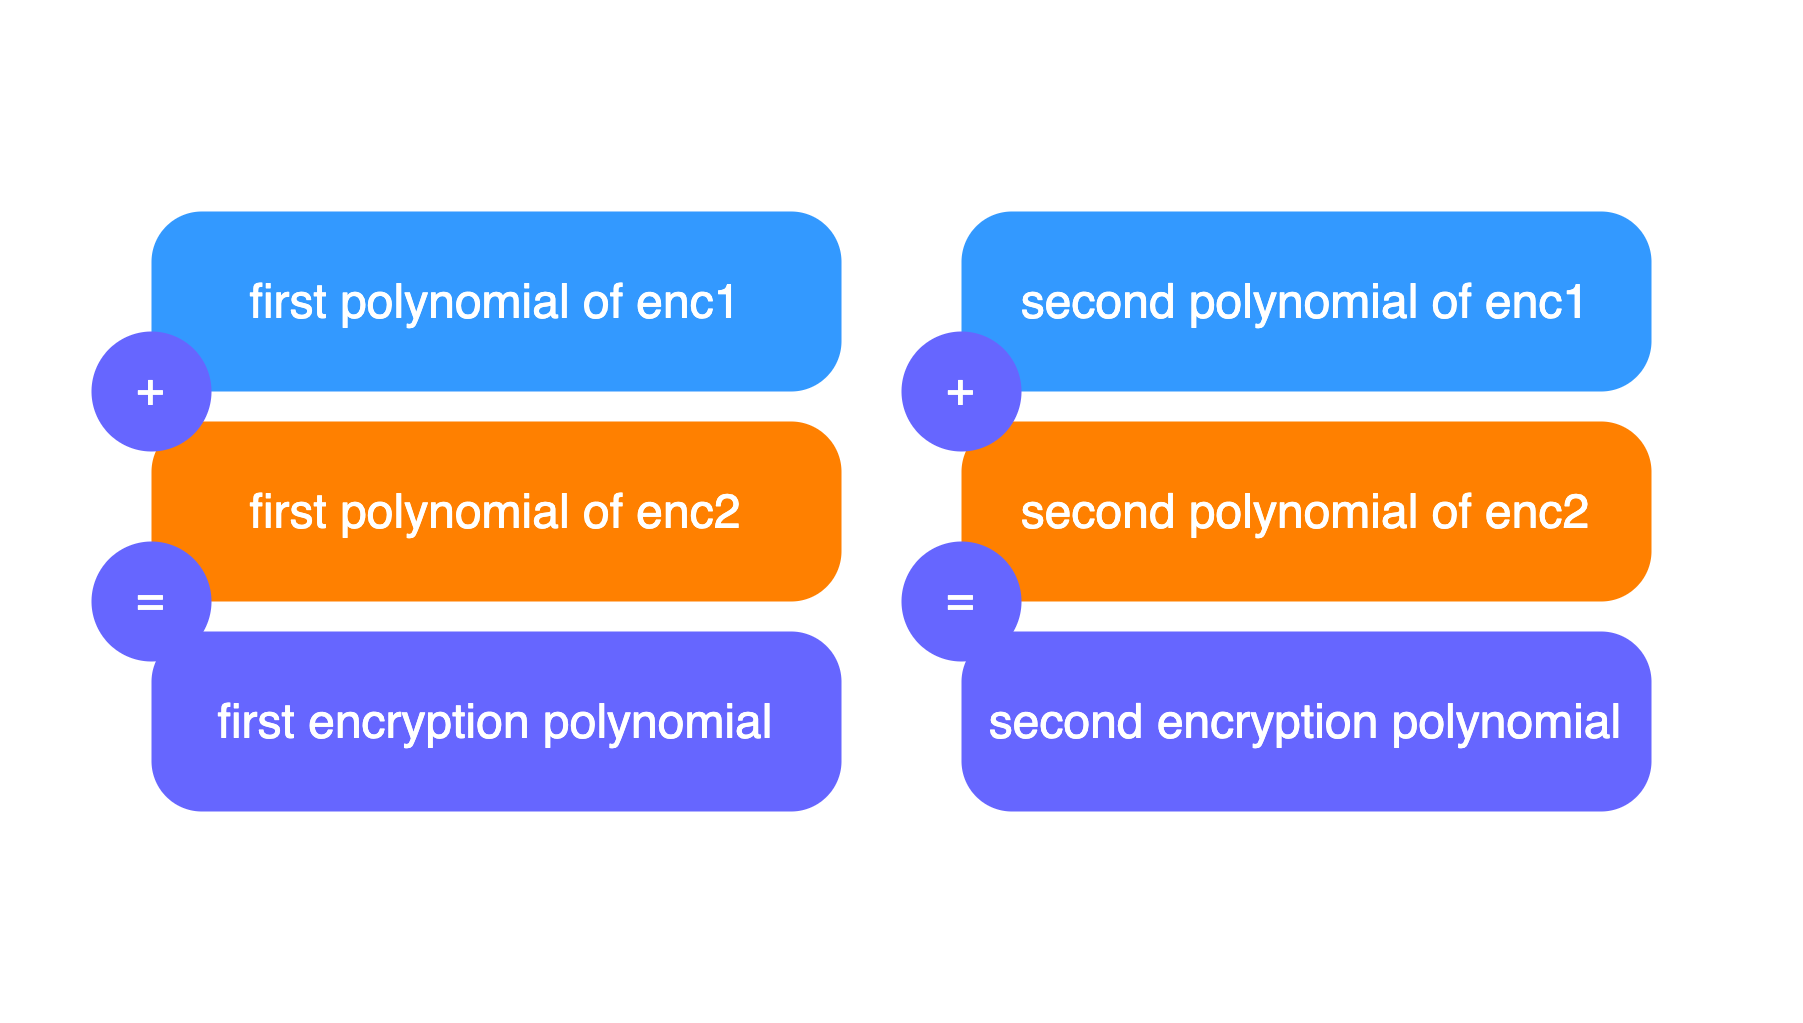 first polynomial of enc1
+
first polynomial of enc2
=
first encryption polynomial
second polynomial of enc1
+
second polynomial of enc2
=
second encryption polynomial